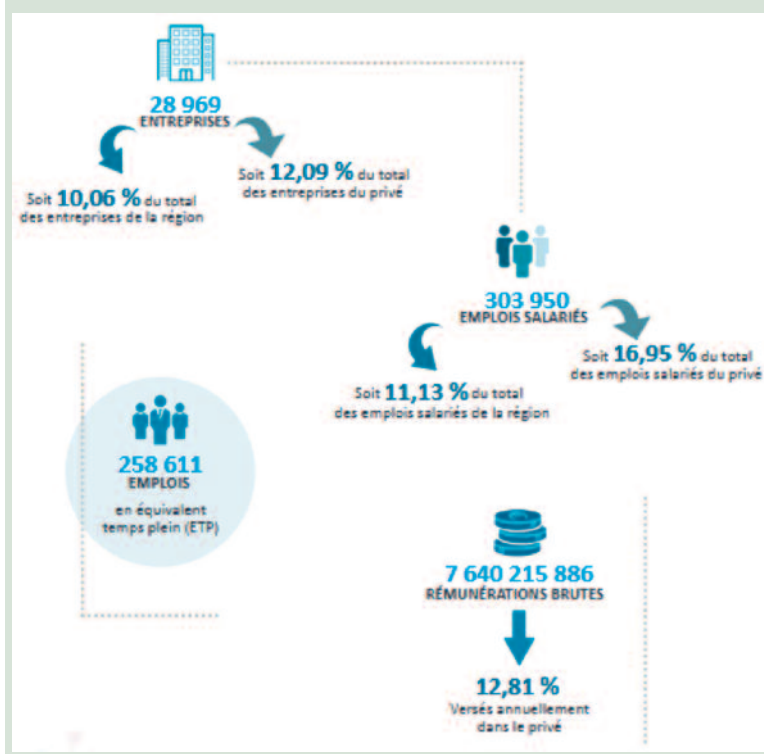 28 969
ENTREPRISES
Soit 10,06 % du total
des entreprises de la région
Soit 12,09 % du total
des entreprises du privé
303 950
EMPLOIS SALARIÉS
Soit 11,13 % du total
des emplois salariés de la région
Soit 16,95 % du total
des emplois salariés du privé
258 611
EMPLOIS
en équivalent
temps plein (ETP)
7 640 215 886
RÉMUNÉRATIONS BRUTES
12,81 %
Versés annuellement
dans le privé